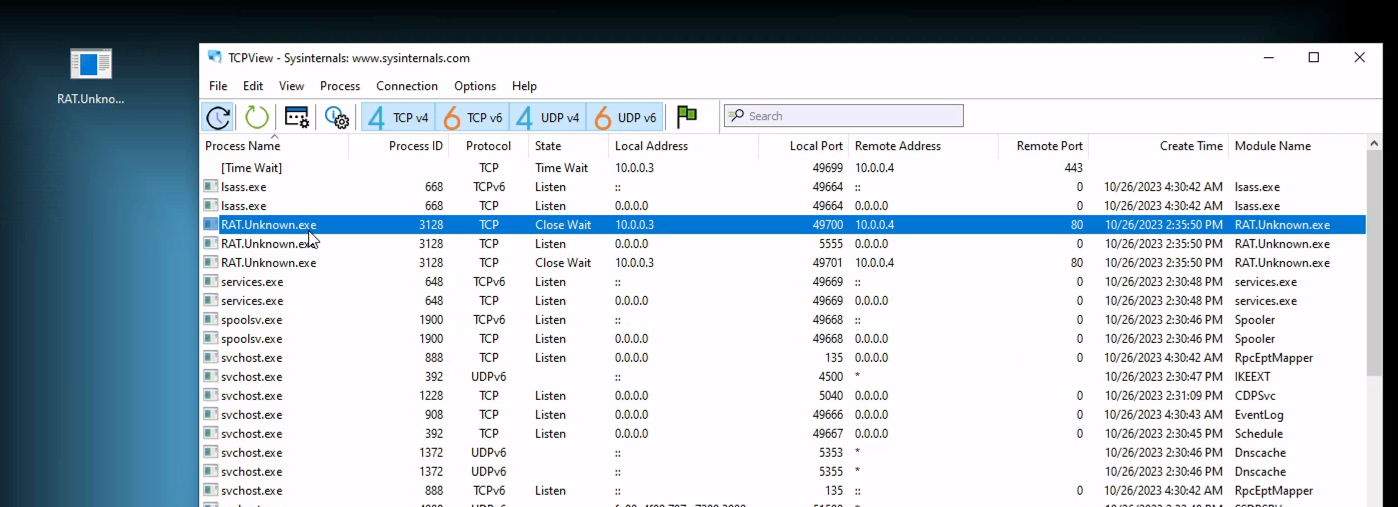 RAT.Unkno...
TCPView - Sysinternals: www.sysinternals.com
File Edit View Process Connection Options Help
4 TCP v4 6 TCP v6 4 UDP v4 6 UDP v6 Search
Process Name Process ID Protocol State Local Address Local Port Remote Address Remote Port Create Time Module Name
[Time Wait] TCP Time Wait 10.0.0.3 49699 10.0.0.4 443
lsass.exe 668 TCPv6 Listen :: 49664 :: 0 10/26/2023 4:30:42 AM lsass.exe
lsass.exe 668 TCP Listen 0.0.0.0 49664 0.0.0.0 0 10/26/2023 4:30:42 AM lsass.exe
RAT.Unknown.exe 3128 TCP Close Wait 10.0.0.3 49700 10.0.0.4 80 10/26/2023 2:35:50 PM RAT.Unknown.exe
RAT.Unknown.exe 3128 TCP Listen 0.0.0.0 5555 0.0.0.0 0 10/26/2023 2:35:50 PM RAT.Unknown.exe
RAT.Unknown.exe 3128 TCP Close Wait 10.0.0.3 49701 10.0.0.4 80 10/26/2023 2:35:50 PM RAT.Unknown.exe
services.exe 648 TCPv6 Listen :: 49669 :: 0 10/26/2023 2:30:48 PM services.exe
services.exe 648 TCP Listen 0.0.0.0 49669 0.0.0.0 0 10/26/2023 2:30:48 PM services.exe
spoolsv.exe 1900 TCPv6 Listen :: 49668 :: 0 10/26/2023 2:30:46 PM Spooler
spoolsv.exe 1900 TCP Listen 0.0.0.0 49668 0.0.0.0 0 10/26/2023 2:30:46 PM Spooler
svchost.exe 888 TCP Listen 0.0.0.0 135 0.0.0.0 0 10/26/2023 4:30:42 AM RpcEptMapper
svchost.exe 392 UDPv6 :: 4500 * 10/26/2023 2:30:47 PM IKEEXT
svchost.exe 1228 TCP Listen 0.0.0.0 5040 0.0.0.0 0 10/26/2023 2:31:09 PM CDPSvc
svchost.exe 908 TCP Listen 0.0.0.0 49666 0.0.0.0 0 10/26/2023 4:30:43 AM EventLog
svchost.exe 392 TCP Listen 0.0.0.0 49667 0.0.0.0 0 10/26/2023 2:30:45 PM Schedule
svchost.exe 1372 UDPv6 :: 5353 * 10/26/2023 2:30:46 PM Dnscache
svchost.exe 1372 UDPv6 :: 5355 * 10/26/2023 2:30:46 PM Dnscache
svchost.exe 888 TCPv6 Listen :: 135 :: 0 10/26/2023 4:30:42 AM RpcEptMapper